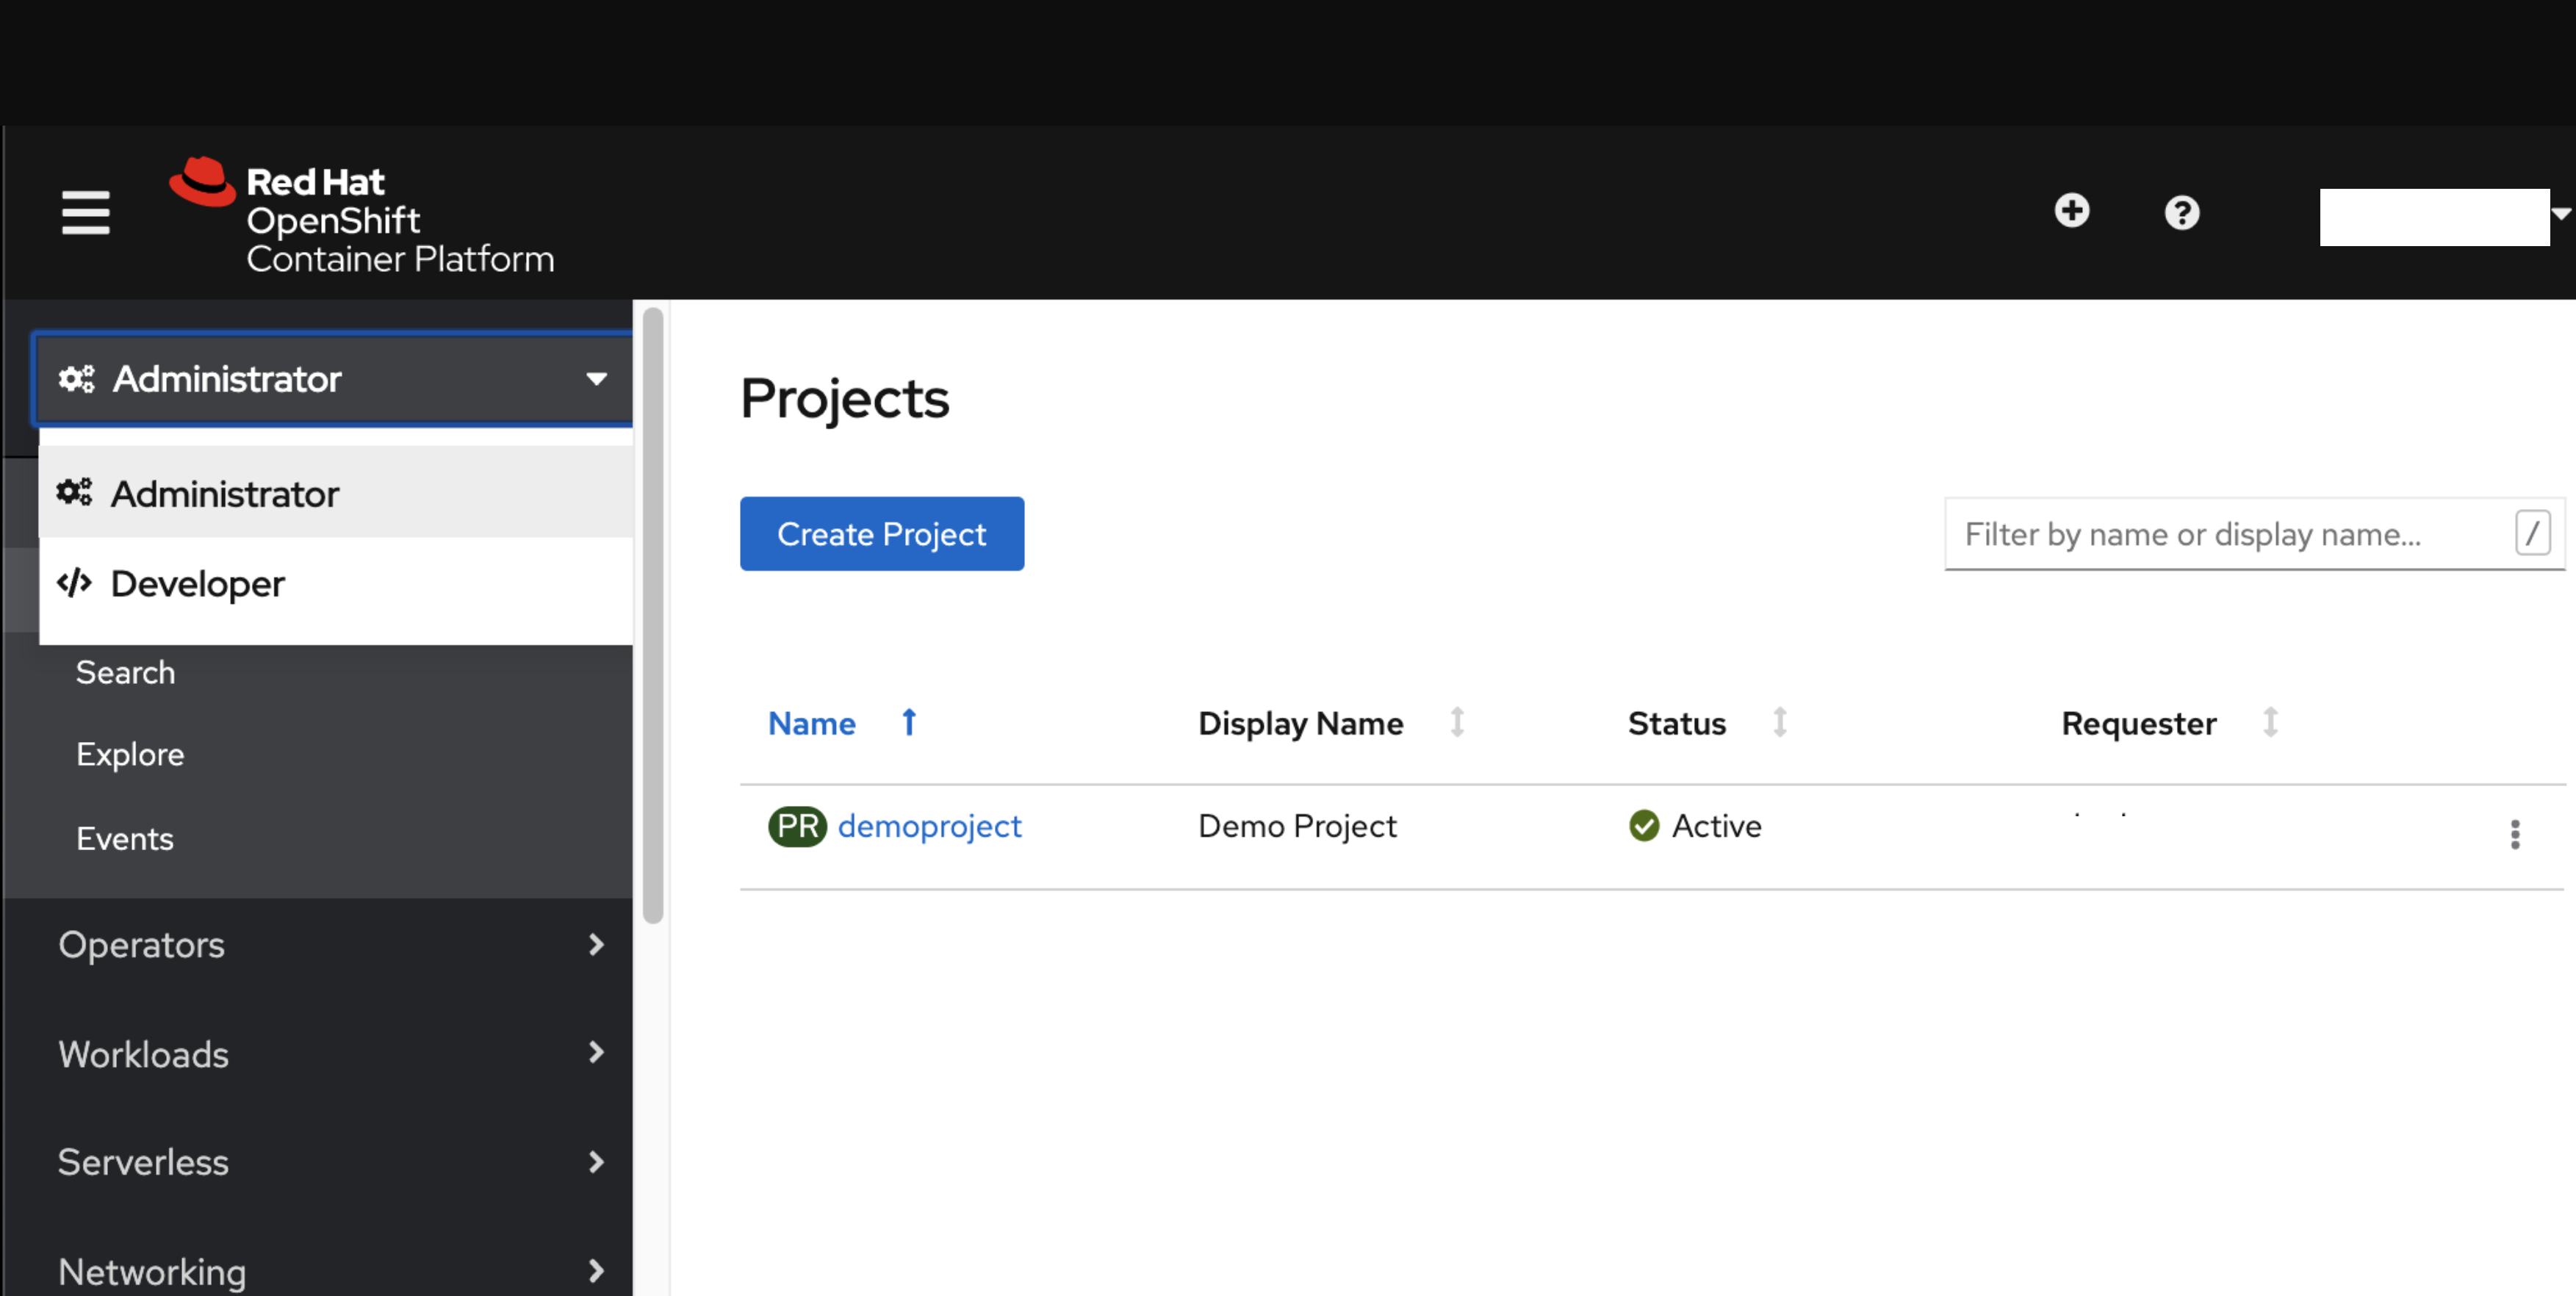 Red Hat
OpenShift
Container Platform
Administrator
Administrator
Developer
Search
Explore
Events
Operators
Workloads
Serverless
Networking
Projects
Create Project
Filter by name or display name...
/
Name Display Name Status Requester
PR demoproject Demo Project Active